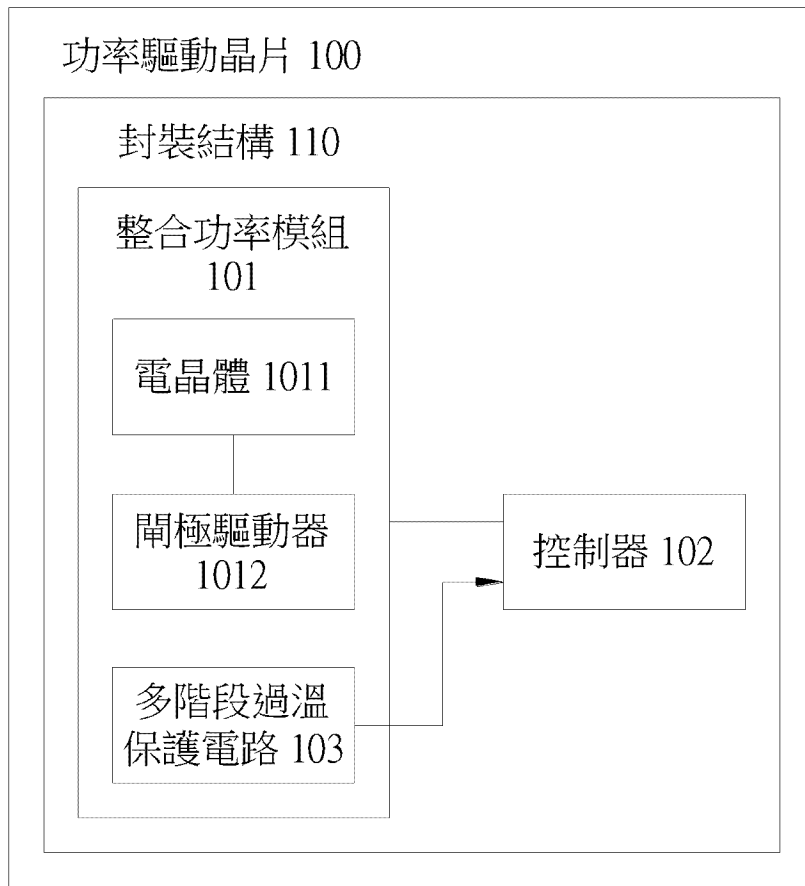 功率驅動晶片 100
封裝結構 110
整合功率模組
101
電晶體 1011
閘極驅動器
1012
控制器 102
多階段過溫
保護電路 103